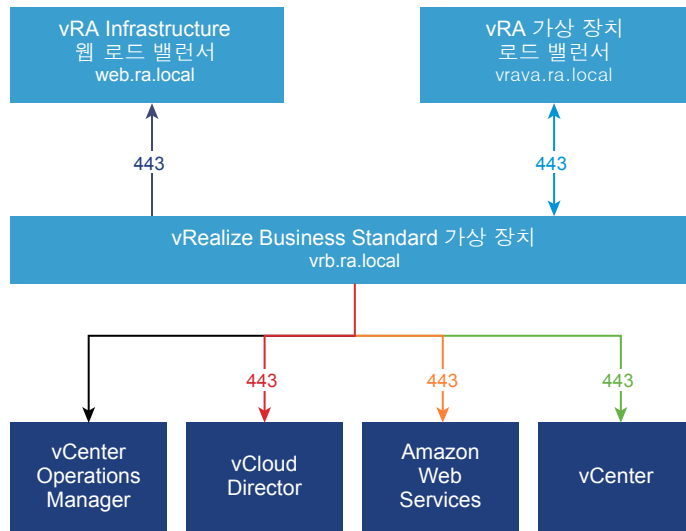 vRA Infrastructure
웹 로드 밸런서
web.ra.local
vRA 가상 장치
로드 밸런서
vrava.ra.local
443
443
vRealize Business Standard 가상 장치
vrb.ra.local
443
443
443
vCenter
Operations
Manager
vCloud
Director
Amazon
Web
Services
vCenter